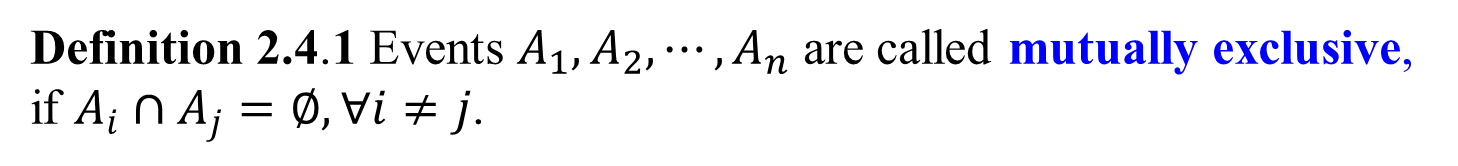 Definition 2.4.1 Events A₁, A₂, ⋯ , Aₙ are called mutually exclusive,
if Aᵢ ∩ Aⱼ = ∅, ∀i ≠ j.